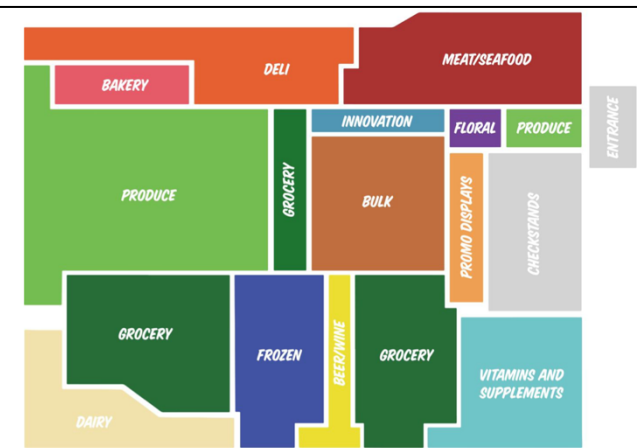 MEAT/SEAFOOD
DELI
BAKERY
INNOVATION
FLORAL
PRODUCE
ENTRANCE
PRODUCE
GROCERY
BULK
PROMO DISPLAYS
CHECKSTANDS
GROCERY
FROZEN
BEER/WINE
GROCERY
VITAMINS AND
SUPPLEMENTS
DAIRY